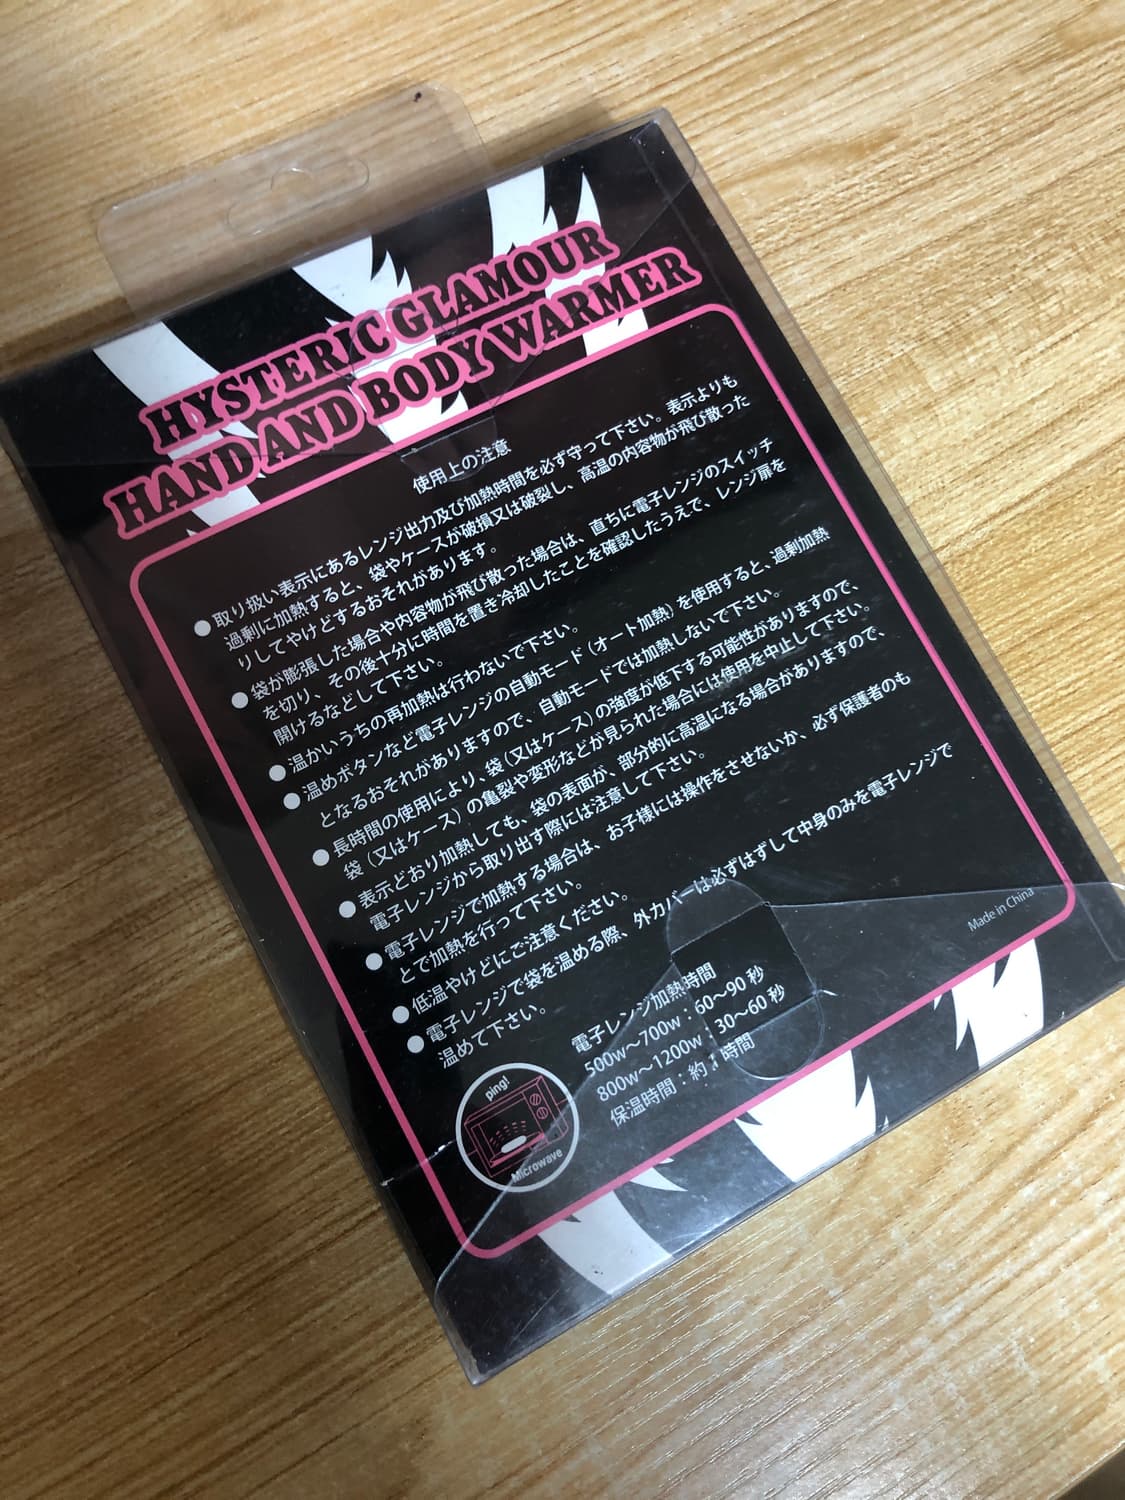 HYSTERIC GLAMOUR
HAND AND BODY WARMER
使用上の注意
●取り扱い表示にあるレンジ出力及び加熱時間を必ず守って下さい。表示よりも
過剰に加熱すると、袋やケースが破損又は破裂し、高温の内容物が飛び散った
りしてやけどするおそれがあります。
●袋が膨張した場合や内容物が飛び散った場合は、直ちに電子レンジのスイッチ
を切り、その後十分に時間を置き冷却したことを確認したうえで、レンジ扉を
開けるなどして下さい。
●温かいうちの再加熱は行わないで下さい。
●温めボタンなど電子レンジの自動モード（オート加熱）を使用すると、過剰加熱
となるおそれがありますので、自動モードでは加熱しないで下さい。
●長時間の使用により、袋（又はケース）の強度が低下する可能性がありますので、
袋（又はケース）の亀裂や変形などが見られた場合には使用を中止して下さい。
●表示どおり加熱しても、袋の表面が、部分的に高温になる場合がありますので、
電子レンジから取り出す際には注意して下さい。
●電子レンジで加熱する場合は、お子様には操作をさせないか、必ず保護者のも
とで加熱を行って下さい。
●低温やけどにご注意ください。
●電子レンジで袋を温める際、外カバーは必ずはずして中身のみを電子レンジで
温めて下さい。
電子レンジ加熱時間
500w〜700w：60〜90 秒
800w〜1200w：30〜60 秒
保温時間：約1時間
ping!
Microwave
Made in China